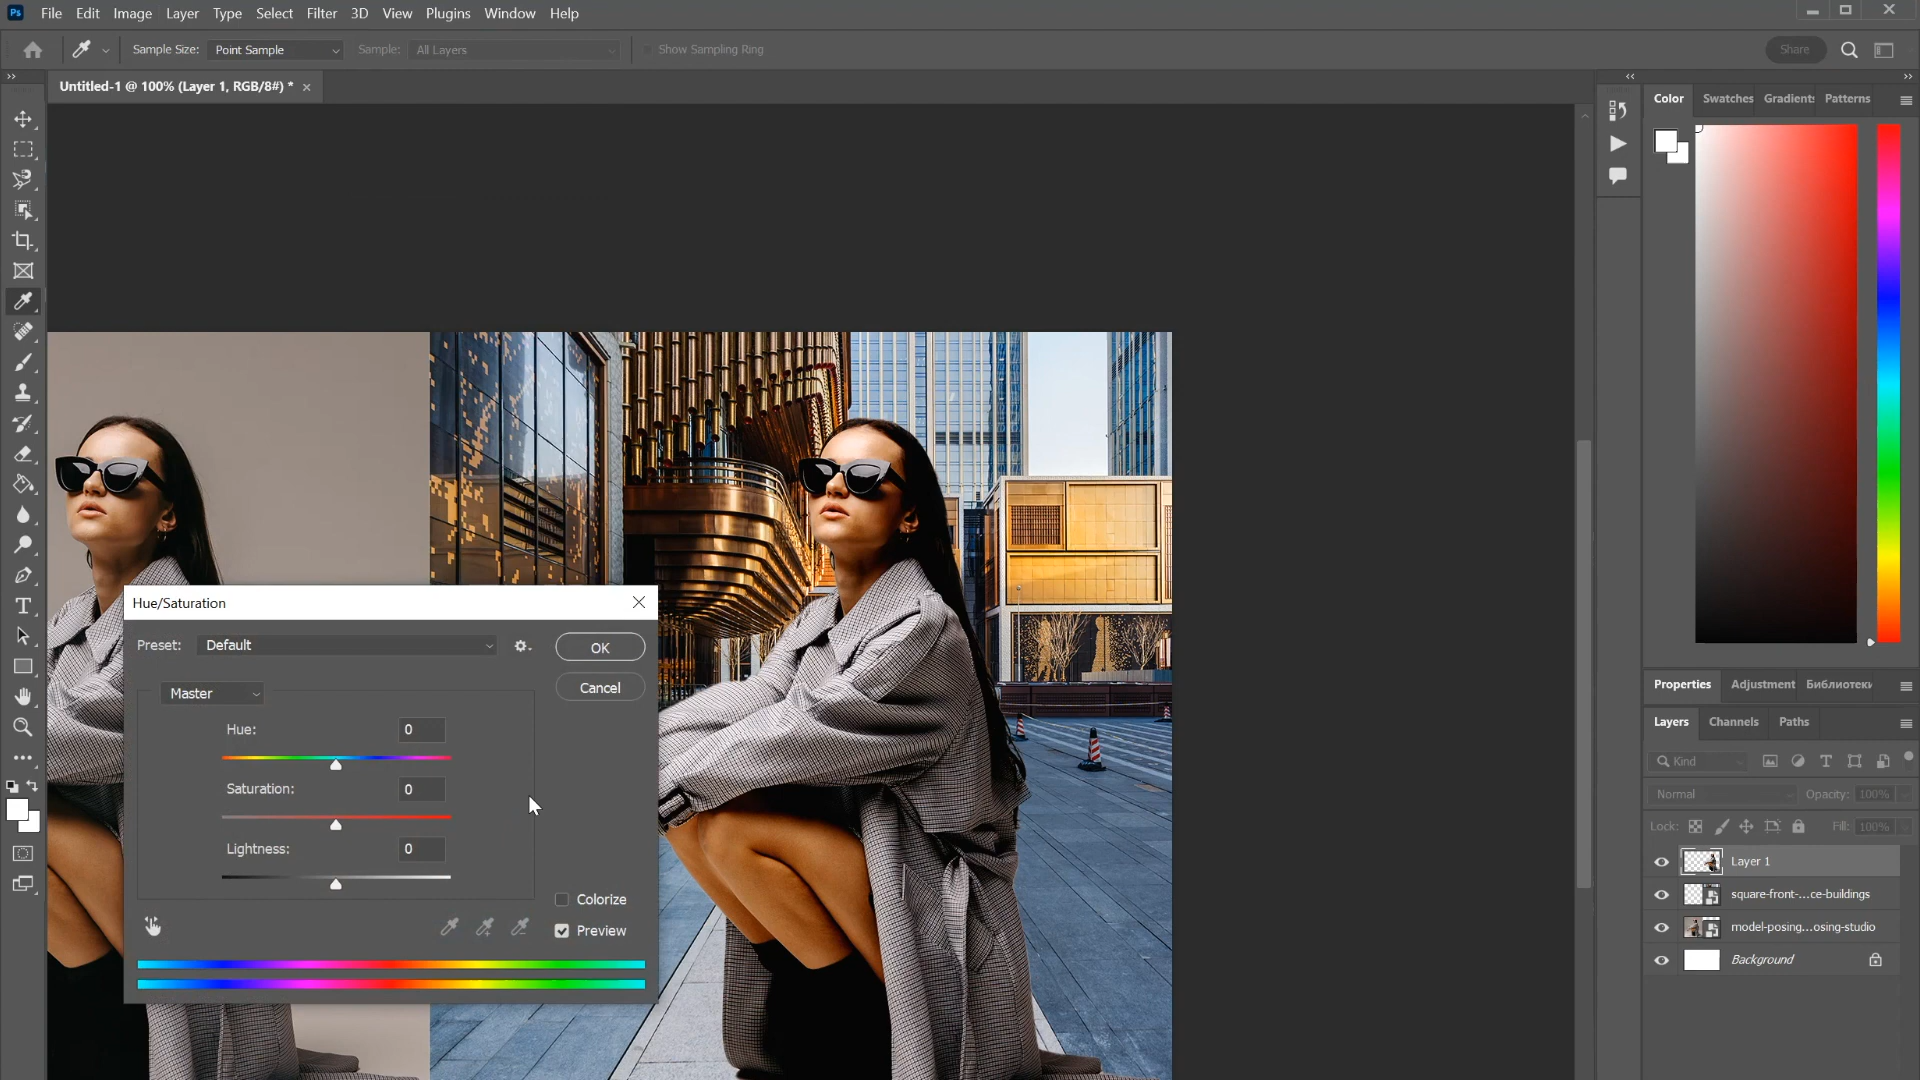 Ps File Edit Image Layer Type Select Filter 3D View Plugins Window Help
Sample Size: Point Sample Sample: All Layers Show Sampling Ring Share
Untitled-1 @ 100% (Layer 1, RGB/8#) *
Color Swatches Gradients Patterns
Hue/Saturation
Preset: Default
OK
Cancel
Master
Hue: 0
Saturation: 0
Lightness: 0
Colorize
Preview
Properties Adjustment Библиотеки
Layers Channels Paths
Kind
Normal Opacity: 100%
Lock: Fill: 100%
Layer 1
square-front-...ce-buildings
model-posing...osing-studio
Background